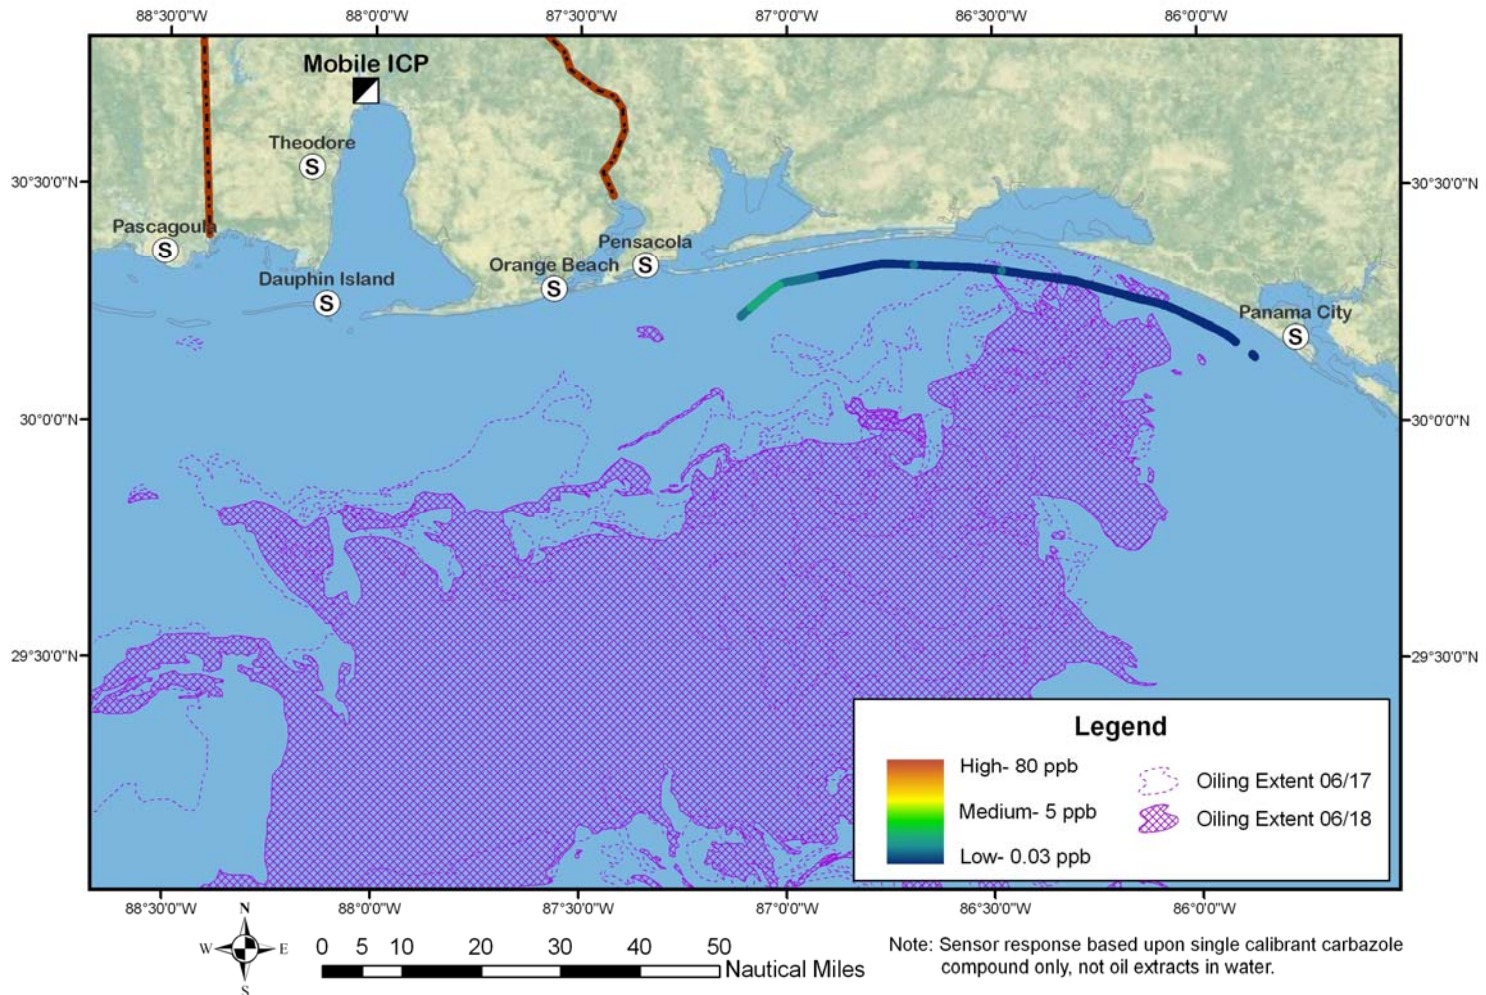 88°30'0"W 88°0'0"W 87°30'0"W 87°0'0"W 86°30'0"W 86°0'0"W
Mobile ICP
Theodore
S
30°30'0"N 30°30'0"N
Pascagoula
S
Pensacola
S
Orange Beach
S
Dauphin Island
S
Panama City
S
30°0'0"N 30°0'0"N
29°30'0"N 29°30'0"N
Legend
High- 80 ppb
Medium- 5 ppb
Low- 0.03 ppb
Oiling Extent 06/17
Oiling Extent 06/18
88°30'0"W 88°0'0"W 87°30'0"W 87°0'0"W 86°30'0"W 86°0'0"W
N
W E
S
0 5 10 20 30 40 50
Nautical Miles
Note: Sensor response based upon single calibrant carbazole
compound only, not oil extracts in water.